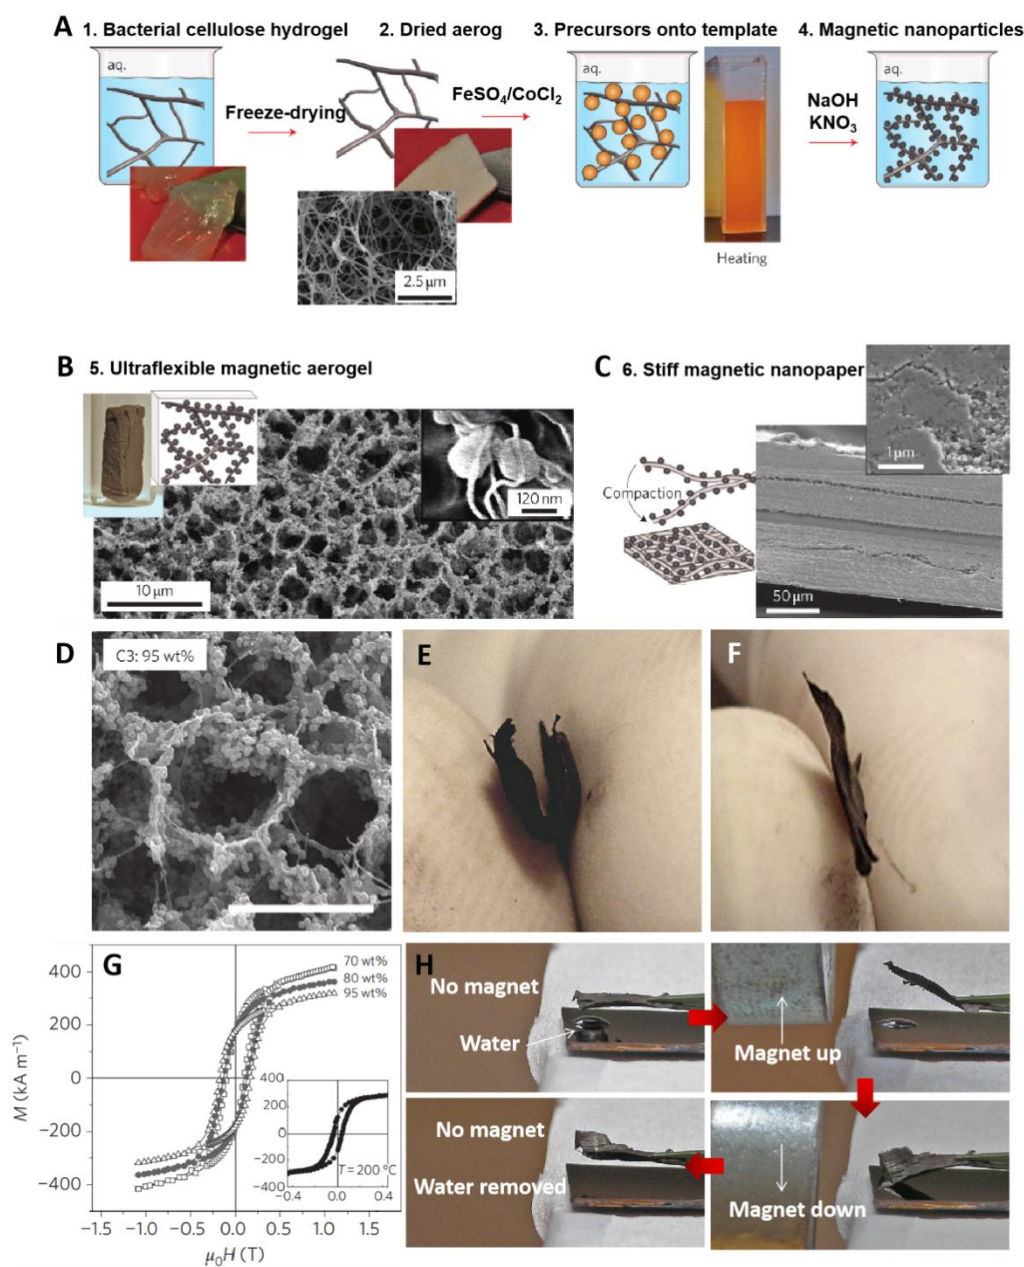 A 1. Bacterial cellulose hydrogel 2. Dried aerog 3. Precursors onto template 4. Magnetic nanoparticles
aq.
Freeze-drying
FeSO₄/CoCl₂
aq.
NaOH
KNO₃
aq.
2.5 µm
Heating
B 5. Ultraflexible magnetic aerogel
10 µm
120 nm
C 6. Stiff magnetic nanopaper
Compaction
1 µm
50 µm
D
C3: 95 wt%
E
F
G
400
200
0
−200
−400
M (kA m⁻¹)
−1.5 −1.0 −0.5 0.0 0.5 1.0 1.5
µ₀H (T)
70 wt%
80 wt%
95 wt%
400
200
0
−200
−400
−0.4 0.0 0.4
T = 200 °C
H
No magnet
Water
Magnet up
No magnet
Water removed
Magnet down